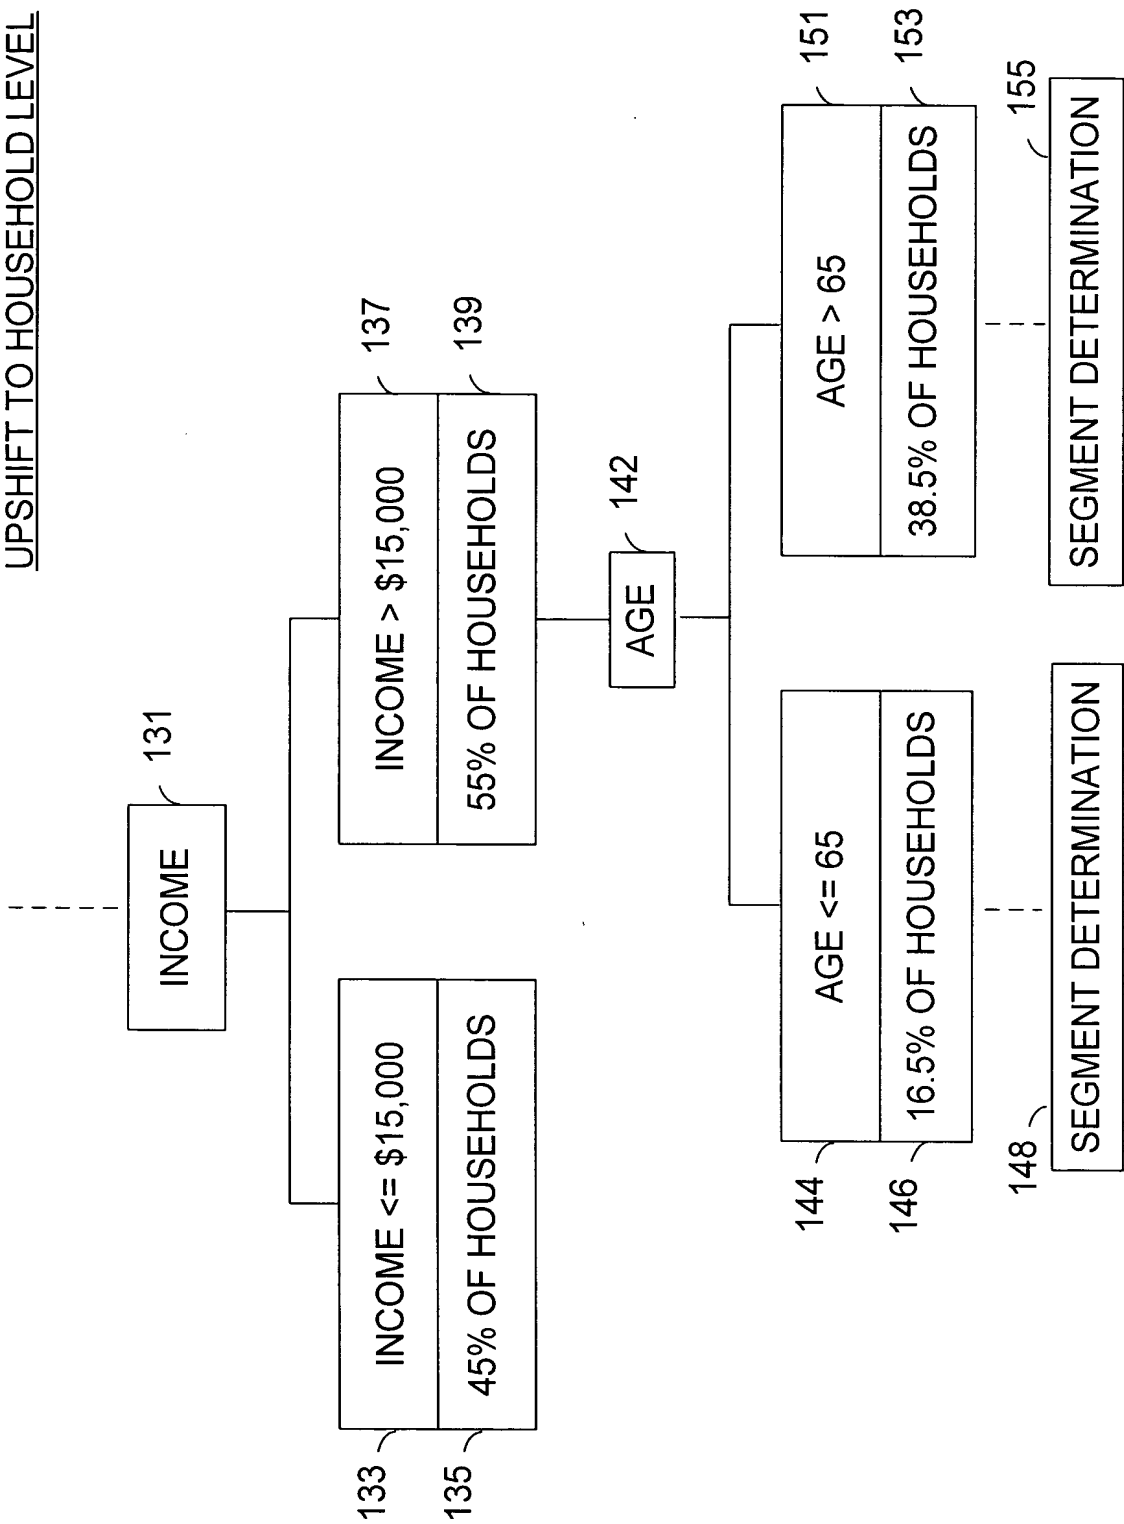 UPSHIFT TO HOUSEHOLD LEVEL
INCOME
131
INCOME <= $15,000
133
45% OF HOUSEHOLDS
135
INCOME > $15,000
137
55% OF HOUSEHOLDS
139
AGE
142
AGE <= 65
144
16.5% OF HOUSEHOLDS
146
SEGMENT DETERMINATION
148
AGE > 65
151
38.5% OF HOUSEHOLDS
153
SEGMENT DETERMINATION
155